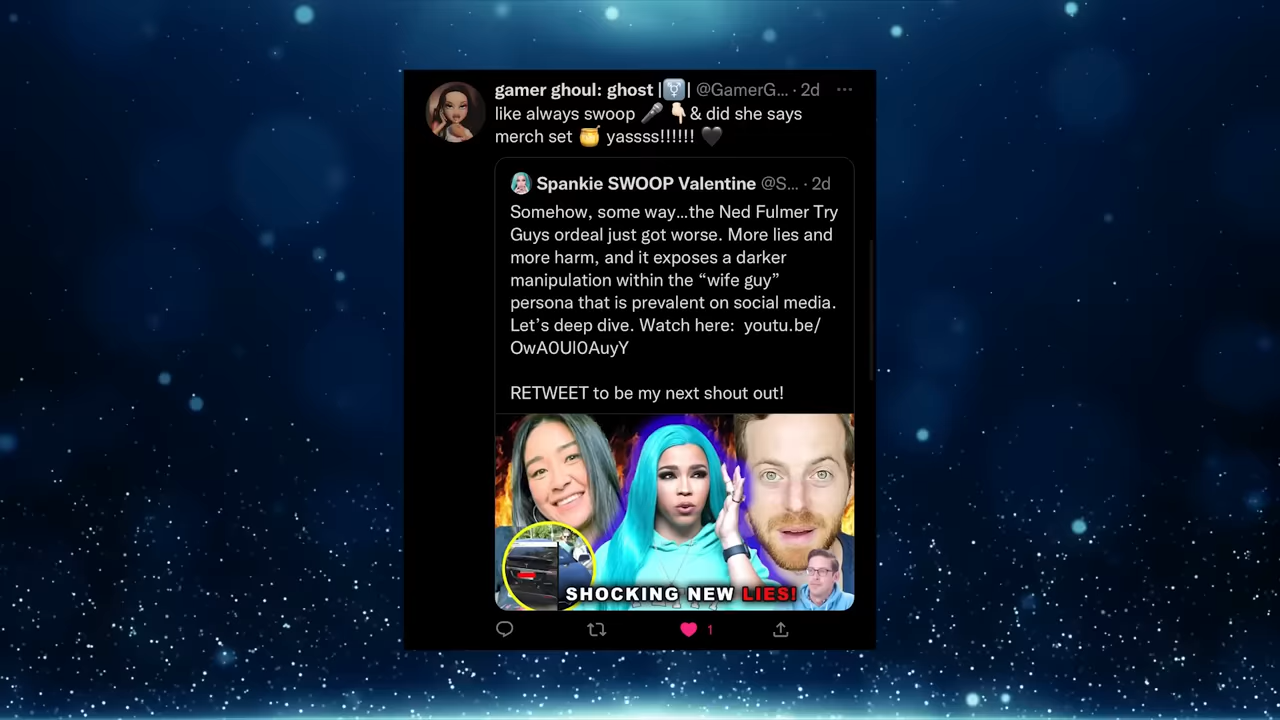 gamer ghoul: ghost |⚧| @GamerG... · 2d
like always swoop 🎤 👇🏻& did she says
merch set 🍯 yassss!!!!!! 🖤
Spankie SWOOP Valentine @S... · 2d
Somehow, some way...the Ned Fulmer Try
Guys ordeal just got worse. More lies and
more harm, and it exposes a darker
manipulation within the “wife guy”
persona that is prevalent on social media.
Let’s deep dive. Watch here: youtu.be/
OwA0Ul0AuyY
RETWEET to be my next shout out!
SHOCKING NEW LIES!
1